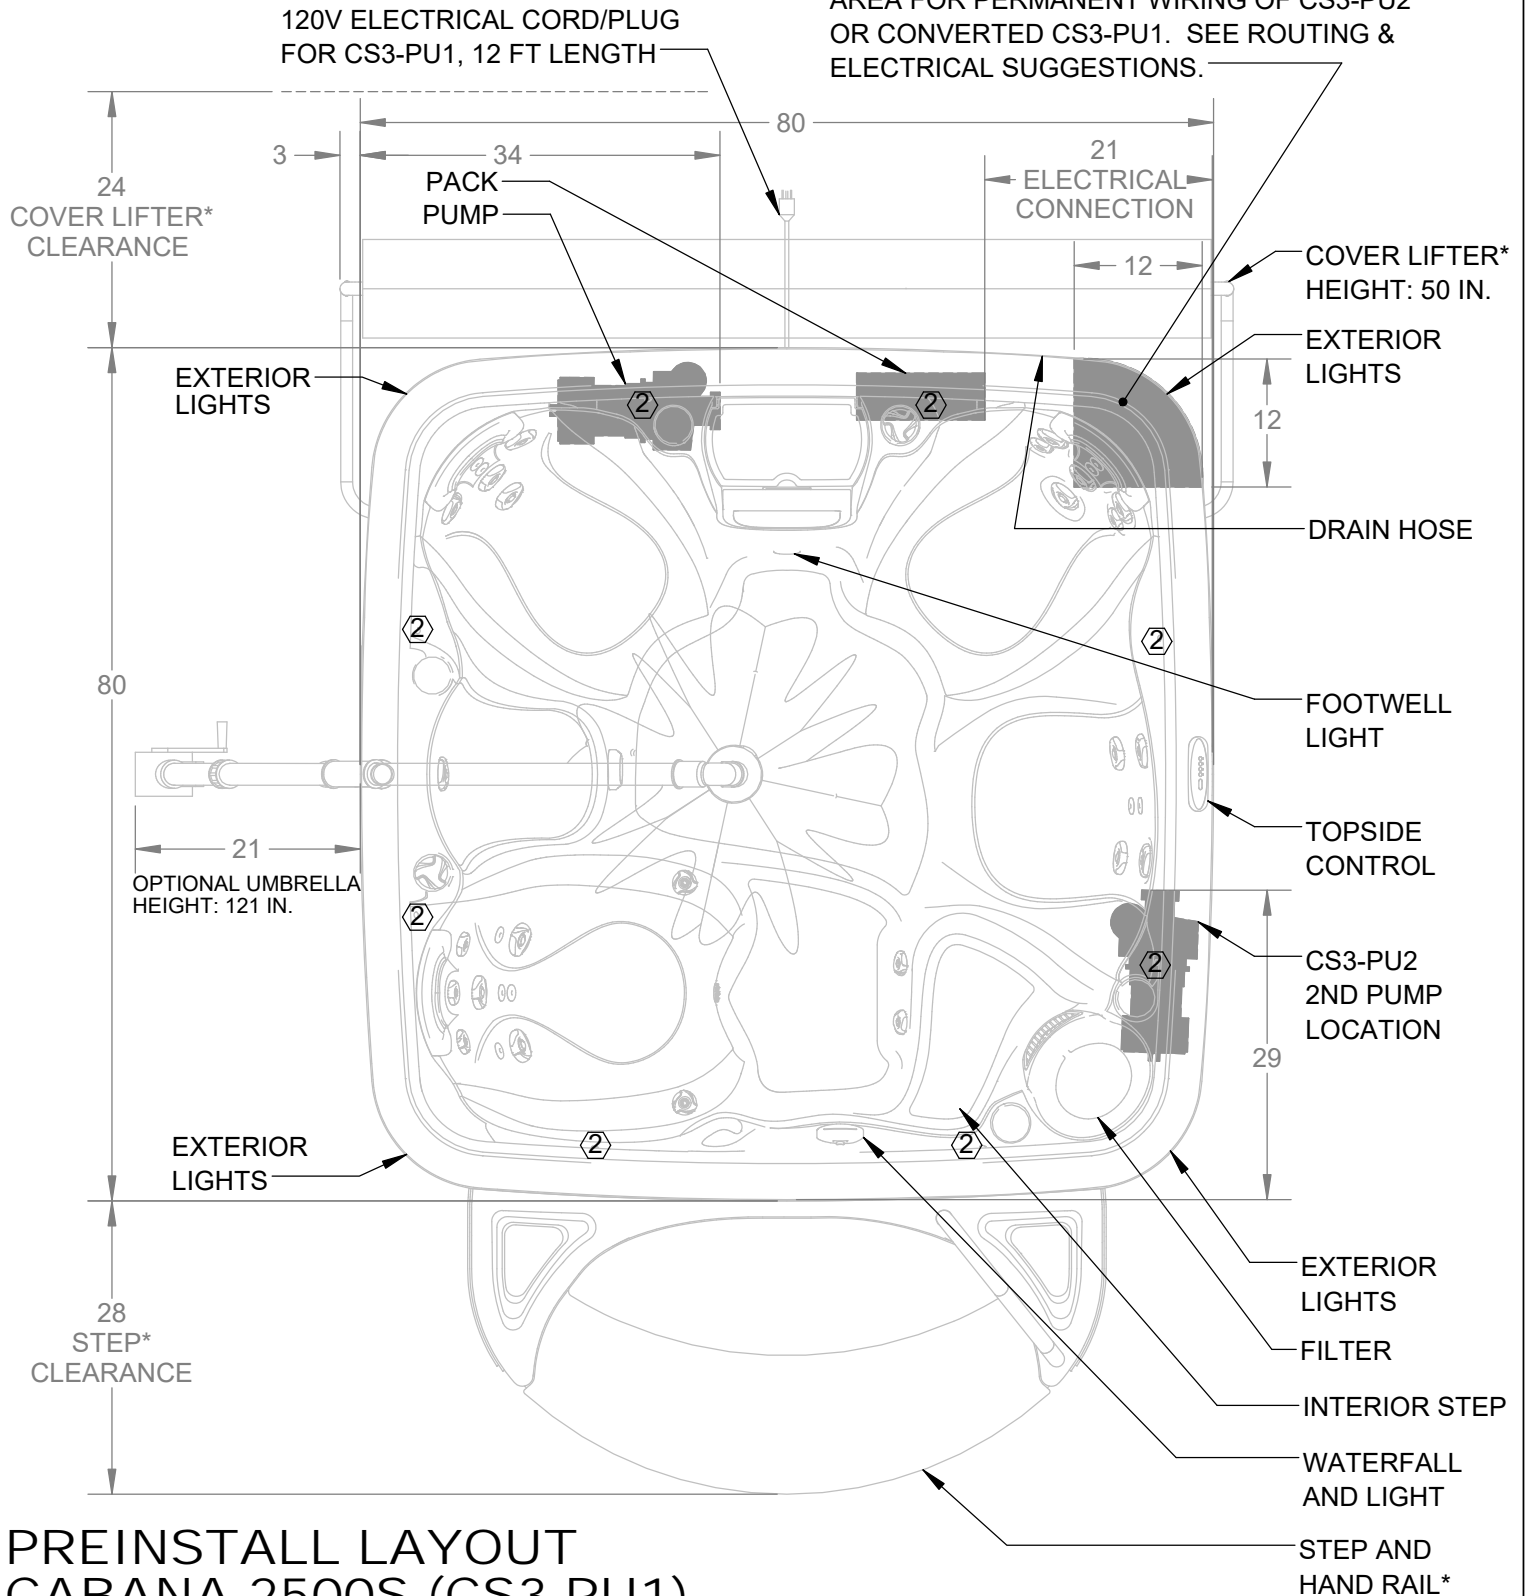 120V ELECTRICAL CORD/PLUG
FOR CS3-PU1, 12 FT LENGTH
AREA FOR PERMANENT WIRING OF CS3-PU2
OR CONVERTED CS3-PU1. SEE ROUTING &
ELECTRICAL SUGGESTIONS.
80
3
34
21
ELECTRICAL
CONNECTION
24
COVER LIFTER*
CLEARANCE
PACK
PUMP
12
COVER LIFTER*
HEIGHT: 50 IN.
EXTERIOR
LIGHTS
EXTERIOR
LIGHTS
2
2
12
DRAIN HOSE
2
2
80
FOOTWELL
LIGHT
21
OPTIONAL UMBRELLA
HEIGHT: 121 IN.
TOPSIDE
CONTROL
2
2
CS3-PU2
2ND PUMP
LOCATION
29
EXTERIOR
LIGHTS
2
2
EXTERIOR
LIGHTS
28
STEP*
CLEARANCE
FILTER
INTERIOR STEP
WATERFALL
AND LIGHT
STEP AND
HAND RAIL*
PREINSTALL LAYOUT
CABANA 2500S (CS3-PU1)